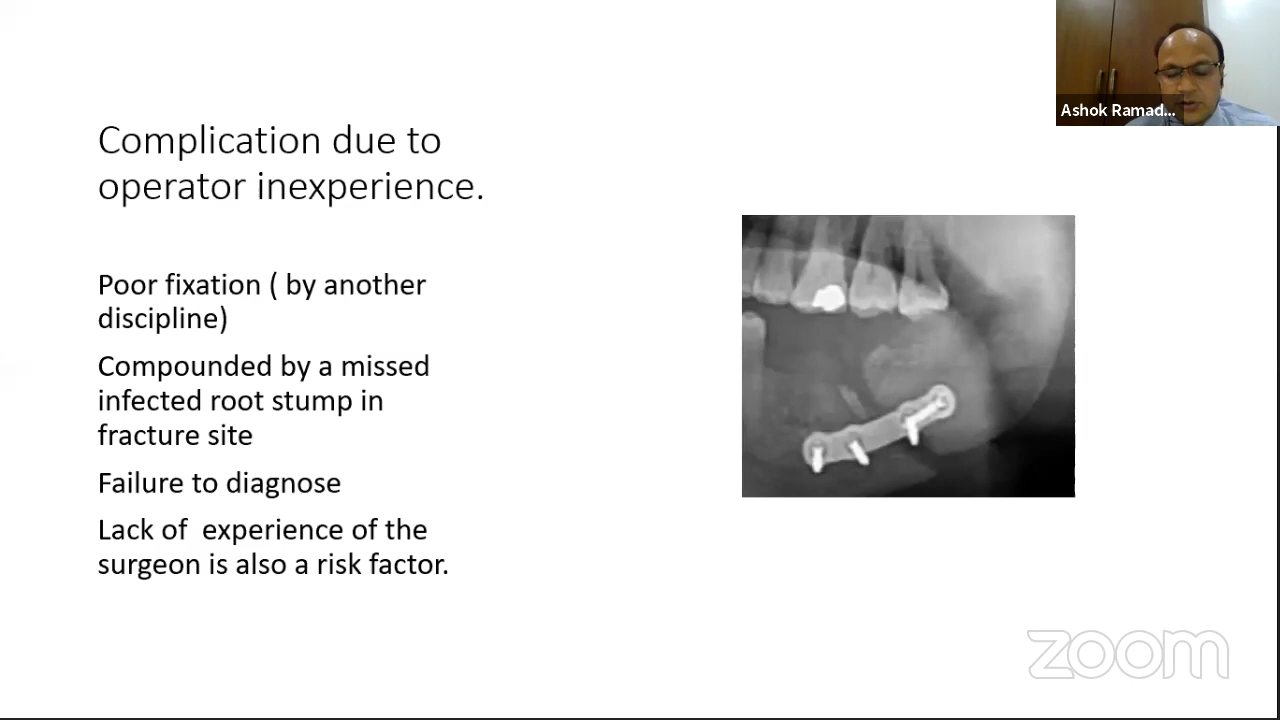 Ashok Ramad...
Complication due to
operator inexperience.
Poor fixation ( by another
discipline)
Compounded by a missed
infected root stump in
fracture site
Failure to diagnose
Lack of  experience of the
surgeon is also a risk factor.
zoom